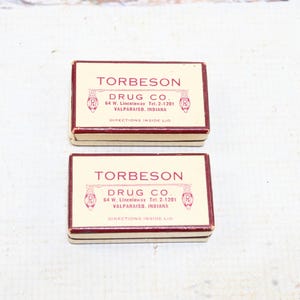 TORBESON
DRUG CO.
64 W. Lincolnway Tel. 2-1201
VALPARAISO, INDIANA
DIRECTIONS INSIDE LID
TORBESON
DRUG CO.
64 W. Lincolnway Tel. 2-1201
VALPARAISO, INDIANA
DIRECTIONS INSIDE LID